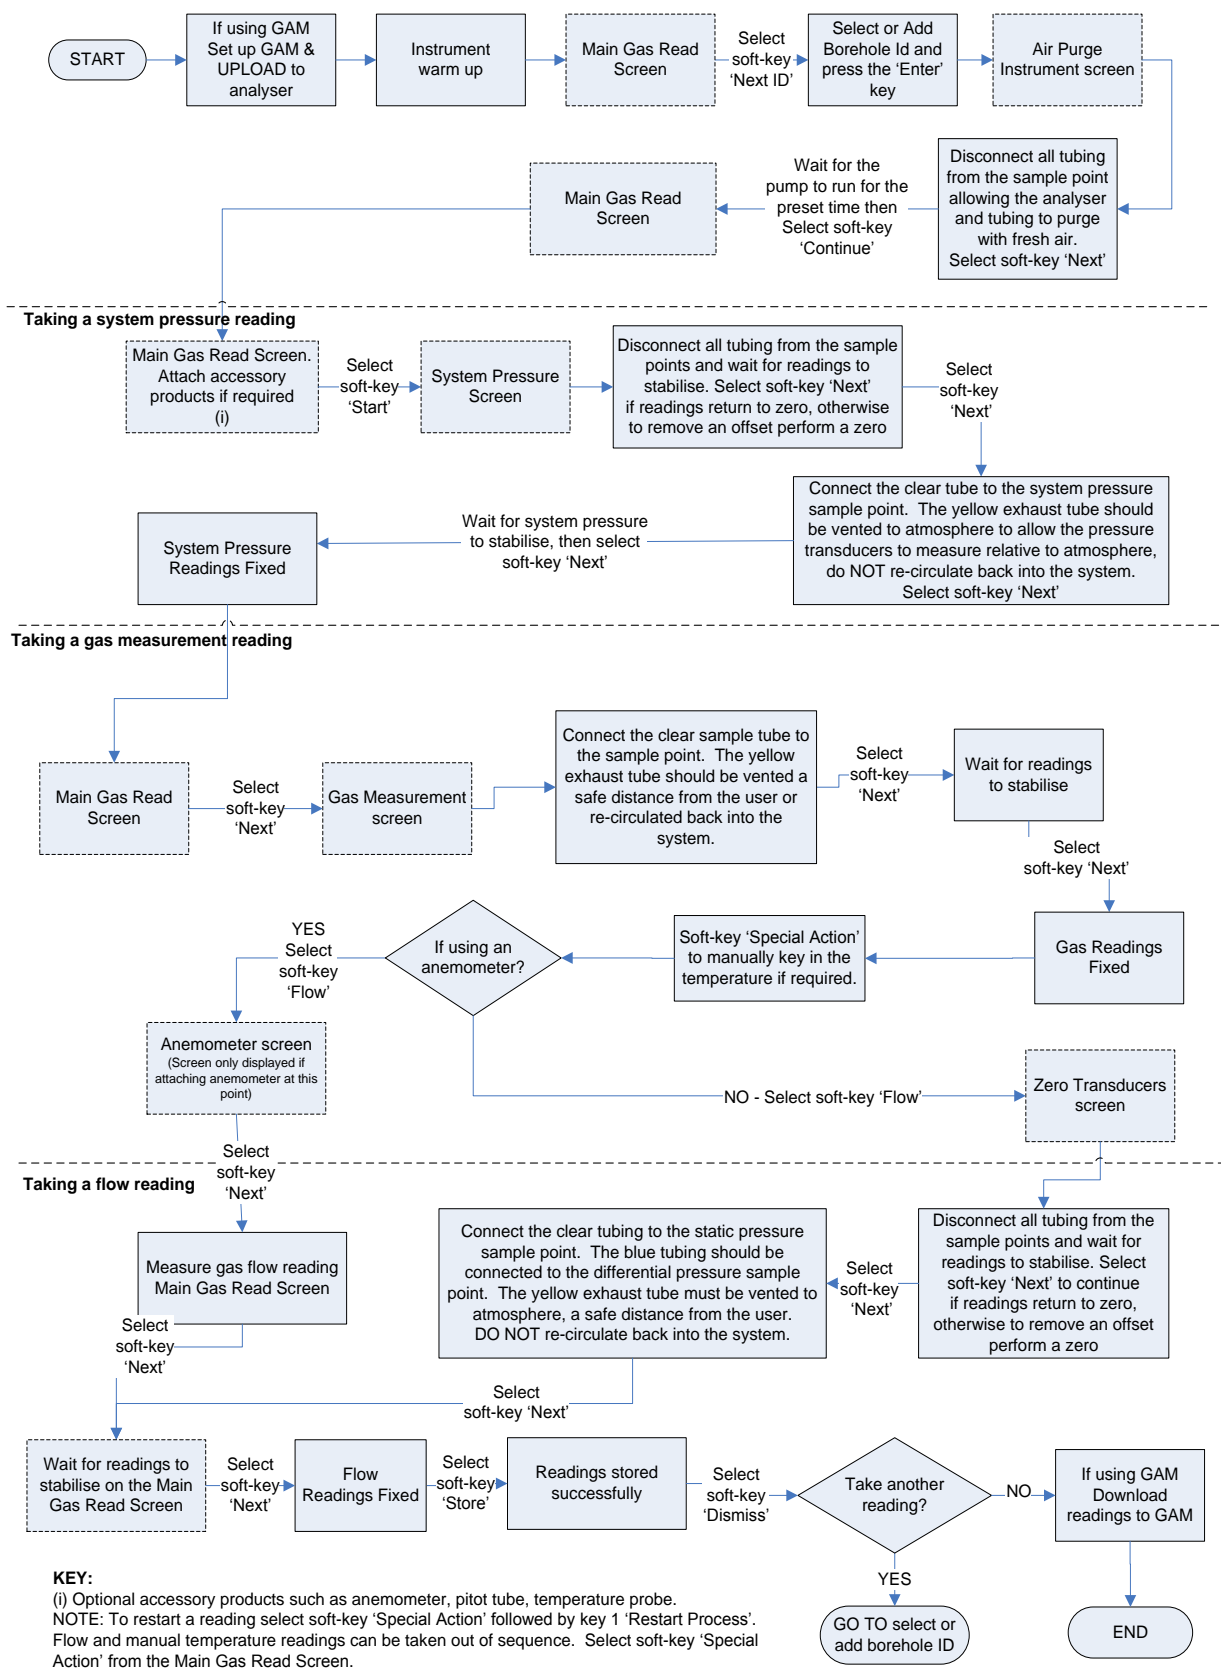 START
If using GAM
Set up GAM &
UPLOAD to
analyser
Instrument
warm up
Main Gas Read
Screen
Select
soft-key
‘Next ID’
Select or Add
Borehole Id and
press the ‘Enter’
key
Air Purge
Instrument screen
Disconnect all tubing
from the sample point
allowing the analyser
and tubing to purge
with fresh air.
Select soft-key ‘Next’
Wait for the
pump to run for the
preset time then
Select soft-key
‘Continue’
Main Gas Read
Screen
Taking a system pressure reading
Main Gas Read Screen.
Attach accessory
products if required
(i)
Select
soft-key
‘Start’
System Pressure
Screen
Disconnect all tubing from the sample
points and wait for readings to
stabilise. Select soft-key ‘Next’
if readings return to zero, otherwise
to remove an offset perform a zero
Select
soft-key
‘Next’
Connect the clear tube to the system pressure
sample point.  The yellow exhaust tube should
be vented to atmosphere to allow the pressure
transducers to measure relative to atmosphere,
do NOT re-circulate back into the system.
Select soft-key ‘Next’
Wait for system pressure
to stabilise, then select
soft-key ‘Next’
System Pressure
Readings Fixed
Taking a gas measurement reading
Main Gas Read
Screen
Select
soft-key
‘Next’
Gas Measurement
screen
Connect the clear sample tube to
the sample point.  The yellow
exhaust tube should be vented a
safe distance from the user or
re-circulated back into the
system.
Select
soft-key
‘Next’
Wait for readings
to stabilise
Select
soft-key ‘Next’
Gas Readings
Fixed
Soft-key ‘Special Action’
to manually key in the
temperature if required.
If using an
anemometer?
YES
Select
soft-key
‘Flow’
Anemometer screen
(Screen only displayed if
attaching anemometer at this
point)
NO - Select soft-key ‘Flow’
Zero Transducers
screen
Select
soft-key
‘Next’
Taking a flow reading
Measure gas flow reading
Main Gas Read Screen
Connect the clear tubing to the static pressure
sample point.  The blue tubing should be
connected to the differential pressure sample
point.  The yellow exhaust tube must be vented to
atmosphere, a safe distance from the user.
DO NOT re-circulate back into the system.
Select
soft-key
‘Next’
Disconnect all tubing from the
sample points and wait for
readings to stabilise. Select
soft-key ‘Next’ to continue
if readings return to zero,
otherwise to remove an offset
perform a zero
Select
soft-key
‘Next’
Select
soft-key ‘Next’
Wait for readings to
stabilise on the Main
Gas Read Screen
Select
soft-key
‘Next’
Flow
Readings Fixed
Select
soft-key
‘Store’
Readings stored
successfully
Select
soft-key
‘Dismiss’
Take another
reading?
NO
If using GAM
Download
readings to GAM
YES
GO TO select or
add borehole ID
END
KEY:
(i) Optional accessory products such as anemometer, pitot tube, temperature probe.
NOTE: To restart a reading select soft-key ‘Special Action’ followed by key 1 ‘Restart Process’.
Flow and manual temperature readings can be taken out of sequence.  Select soft-key ‘Special
Action’ from the Main Gas Read Screen.